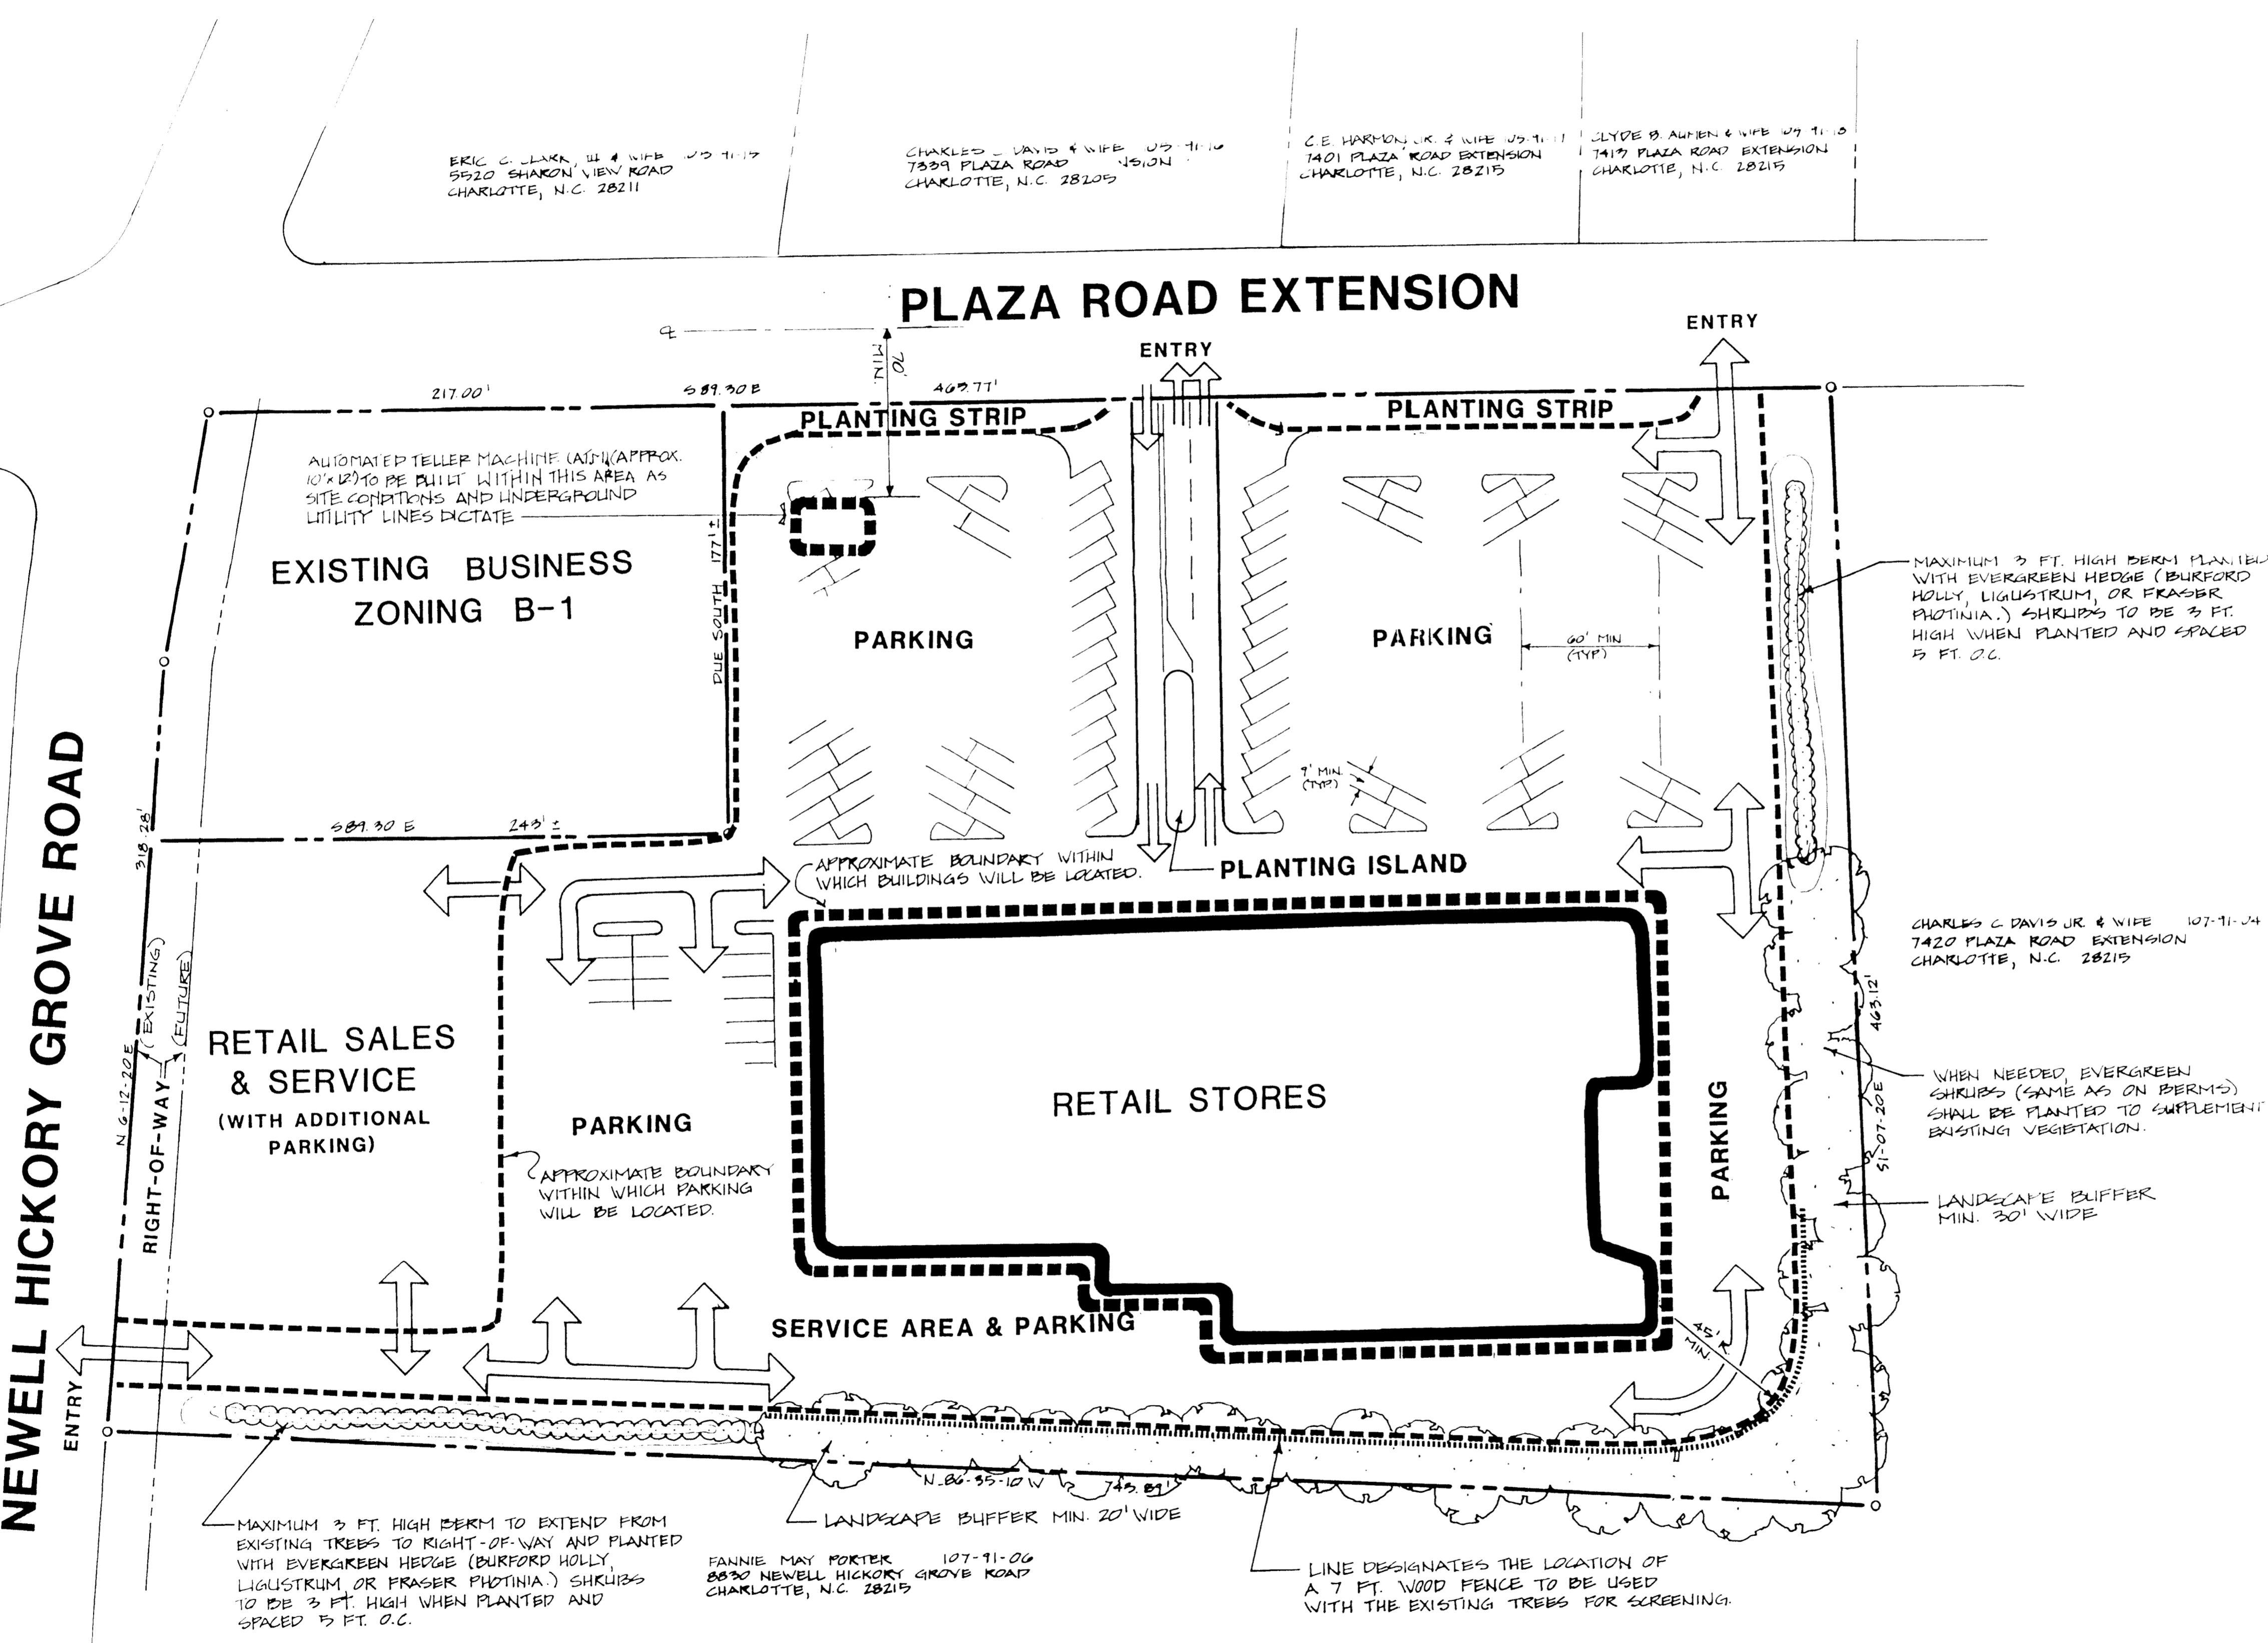 ERIC C. CLARK, III & WIFE
5520 SHARON VIEW ROAD
CHARLOTTE, N.C. 28211
CHARLES DAVIS & WIFE
7339 PLAZA ROAD
CHARLOTTE, N.C. 28205
C.E. HARMON JR. & WIFE
7401 PLAZA ROAD EXTENSION
CHARLOTTE, N.C. 28215
CLYDE B. & WIFE
7413 PLAZA ROAD EXTENSION
CHARLOTTE, N.C. 28215
PLAZA ROAD EXTENSION
℄
70'
MIN.
ENTRY
ENTRY
217.00'
S 89.30 E
463.77'
PLANTING STRIP
PLANTING STRIP
AUTOMATED TELLER MACHINE (ATM) (APPROX.
10' x 12') TO BE BUILT WITHIN THIS AREA AS
SITE CONDITIONS AND UNDERGROUND
UTILITY LINES DICTATE
EXISTING BUSINESS
ZONING B-1
DUE SOUTH 177' ±
PARKING
PARKING
60' MIN
(TYP)
9' MIN.
(TYP.)
MAXIMUM 3 FT. HIGH BERM PLANTED
WITH EVERGREEN HEDGE (BURFORD
HOLLY, LIGUSTRUM, OR FRASER
PHOTINIA.) SHRUBS TO BE 3 FT.
HIGH WHEN PLANTED AND SPACED
5 FT. O.C.
S89.30 E
243' ±
318.28'
APPROXIMATE BOUNDARY WITHIN
WHICH BUILDINGS WILL BE LOCATED.
PLANTING ISLAND
CHARLES C. DAVIS JR. & WIFE 107-91-04
7420 PLAZA ROAD EXTENSION
CHARLOTTE, N.C. 28215
NEWELL HICKORY GROVE ROAD
N 6-12-20 E
(EXISTING)
(FUTURE)
RIGHT-OF-WAY
RETAIL SALES
& SERVICE
(WITH ADDITIONAL
PARKING)
PARKING
APPROXIMATE BOUNDARY
WITHIN WHICH PARKING
WILL BE LOCATED.
RETAIL STORES
PARKING
463.12'
S1-07-20E
WHEN NEEDED, EVERGREEN
SHRUBS (SAME AS ON BERMS)
SHALL BE PLANTED TO SUPPLEMENT
EXISTING VEGETATION.
LANDSCAPE BUFFER
MIN. 30' WIDE
SERVICE AREA & PARKING
45' R.
MIN.
ENTRY
N 86-35-10 W
743.89'
LANDSCAPE BUFFER MIN. 20' WIDE
MAXIMUM 3 FT. HIGH BERM TO EXTEND FROM
EXISTING TREES TO RIGHT-OF-WAY AND PLANTED
WITH EVERGREEN HEDGE (BURFORD HOLLY,
LIGUSTRUM, OR FRASER PHOTINIA.) SHRUBS
TO BE 3 FT. HIGH WHEN PLANTED AND
SPACED 5 FT. O.C.
FANNIE MAY PORTER 107-91-06
8830 NEWELL HICKORY GROVE ROAD
CHARLOTTE, N.C. 28215
LINE DESIGNATES THE LOCATION OF
A 7 FT. WOOD FENCE TO BE USED
WITH THE EXISTING TREES FOR SCREENING.